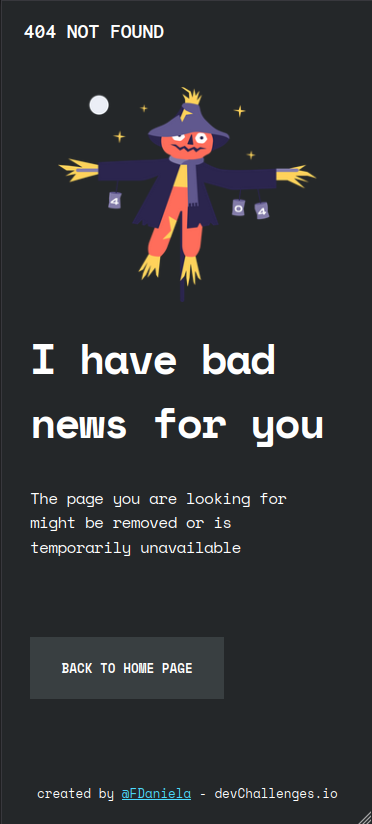 404 NOT FOUND
4
0
4
I have bad
news for you
The page you are looking for
might be removed or is
temporarily unavailable
BACK TO HOME PAGE
created by @FDaniela - devChallenges.io